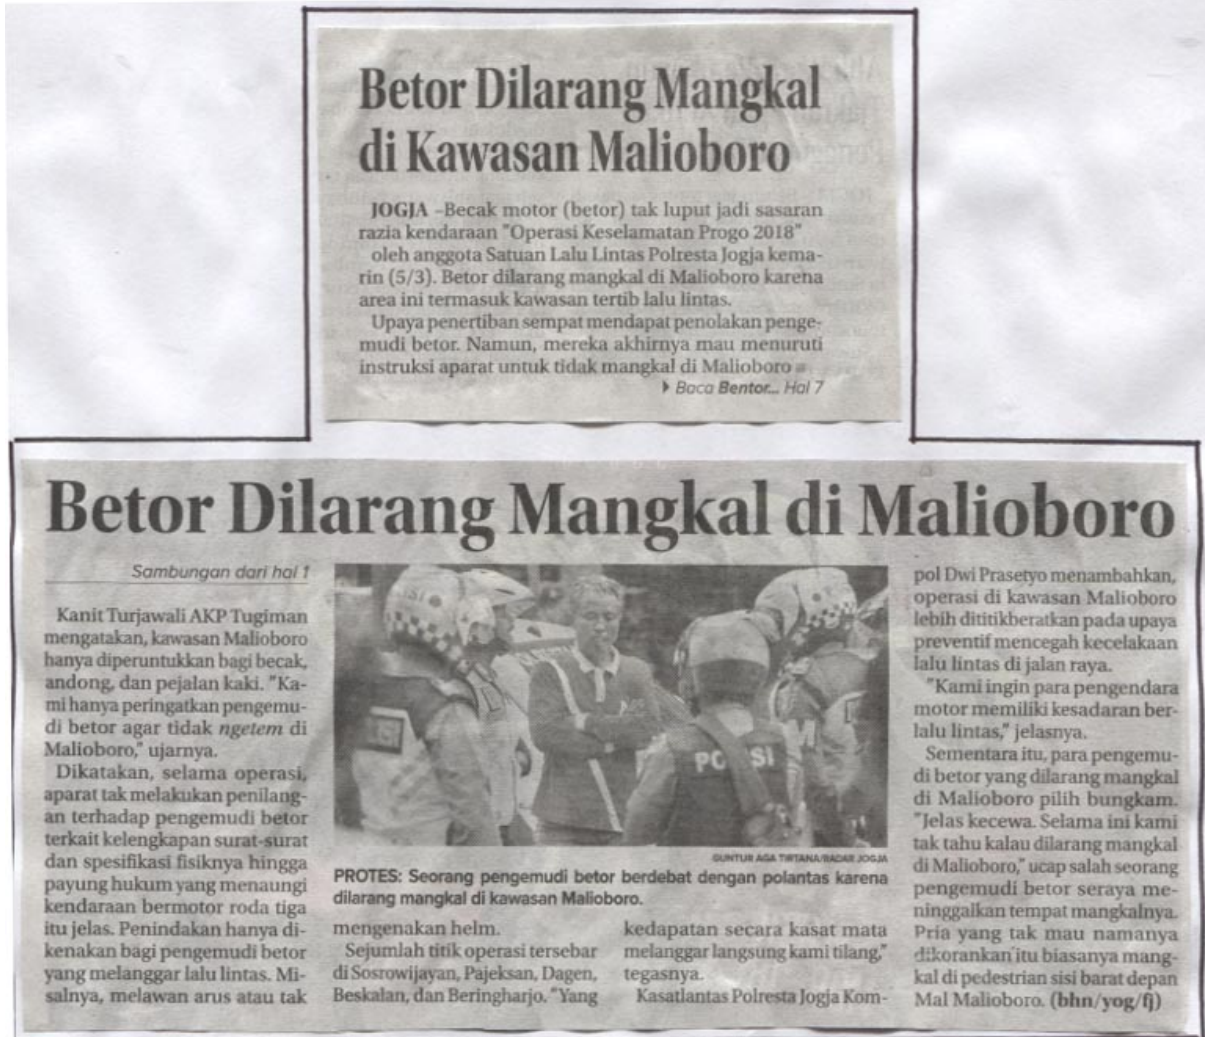 Betor Dilarang Mangkal
di Kawasan Malioboro
JOGJA –Becak motor (betor) tak luput jadi sasaran
razia kendaraan "Operasi Keselamatan Progo 2018"
oleh anggota Satuan Lalu Lintas Polresta Jogja kema-
rin (5/3). Betor dilarang mangkal di Malioboro karena
area ini termasuk kawasan tertib lalu lintas.
Upaya penertiban sempat mendapat penolakan penge-
mudi betor. Namun, mereka akhirnya mau menuruti
instruksi aparat untuk tidak mangkal di Malioboro
Baca Bentor... Hal 7
Betor Dilarang Mangkal di Malioboro
Sambungan dari hal 1
Kanit Turjawali AKP Tugiman
mengatakan, kawasan Malioboro
hanya diperuntukkan bagi becak,
andong, dan pejalan kaki. "Ka-
mi hanya peringatkan pengemu-
di betor agar tidak ngetem di
Malioboro," ujarnya.
Dikatakan, selama operasi,
aparat tak melakukan penilang-
an terhadap pengemudi betor
terkait kelengkapan surat-surat
dan spesifikasi fisiknya hingga
payung hukum yang menaungi
kendaraan bermotor roda tiga
itu jelas. Penindakan hanya di-
kenakan bagi pengemudi betor
yang melanggar lalu lintas. Mi-
salnya, melawan arus atau tak
POLISI
GUNTUR AGA TIRTANA/RADAR JOGJA
PROTES: Seorang pengemudi betor berdebat dengan polantas karena
dilarang mangkal di kawasan Malioboro.
mengenakan helm.
Sejumlah titik operasi tersebar
di Sosrowijayan, Pajeksan, Dagen,
Beskalan, dan Beringharjo. "Yang
kedapatan secara kasat mata
melanggar langsung kami tilang,"
tegasnya.
Kasatlantas Polresta Jogja Kom-
pol Dwi Prasetyo menambahkan,
operasi di kawasan Malioboro
lebih dititikberatkan pada upaya
preventif mencegah kecelakaan
lalu lintas di jalan raya.
"Kami ingin para pengendara
motor memiliki kesadaran ber-
lalu lintas," jelasnya.
Sementara itu, para pengemu-
di betor yang dilarang mangkal
di Malioboro pilih bungkam.
"Jelas kecewa. Selama ini kami
tak tahu kalau dilarang mangkal
di Malioboro," ucap salah seorang
pengemudi betor seraya me-
ninggalkan tempat mangkalnya.
Pria yang tak mau namanya
dikorankan itu biasanya mang-
kal di pedestrian sisi barat depan
Mal Malioboro. (bhn/yog/fj)